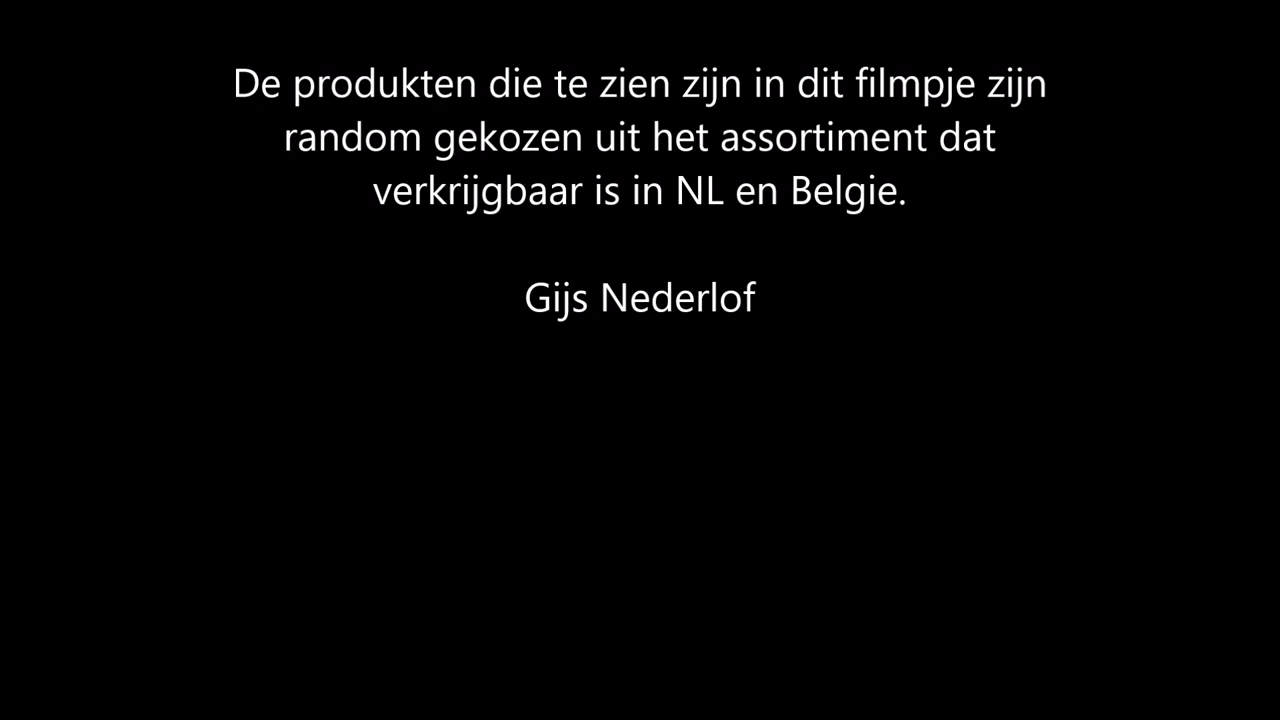 De produkten die te zien zijn in dit filmpje zijn
random gekozen uit het assortiment dat
verkrijgbaar is in NL en Belgie.
Gijs Nederlof